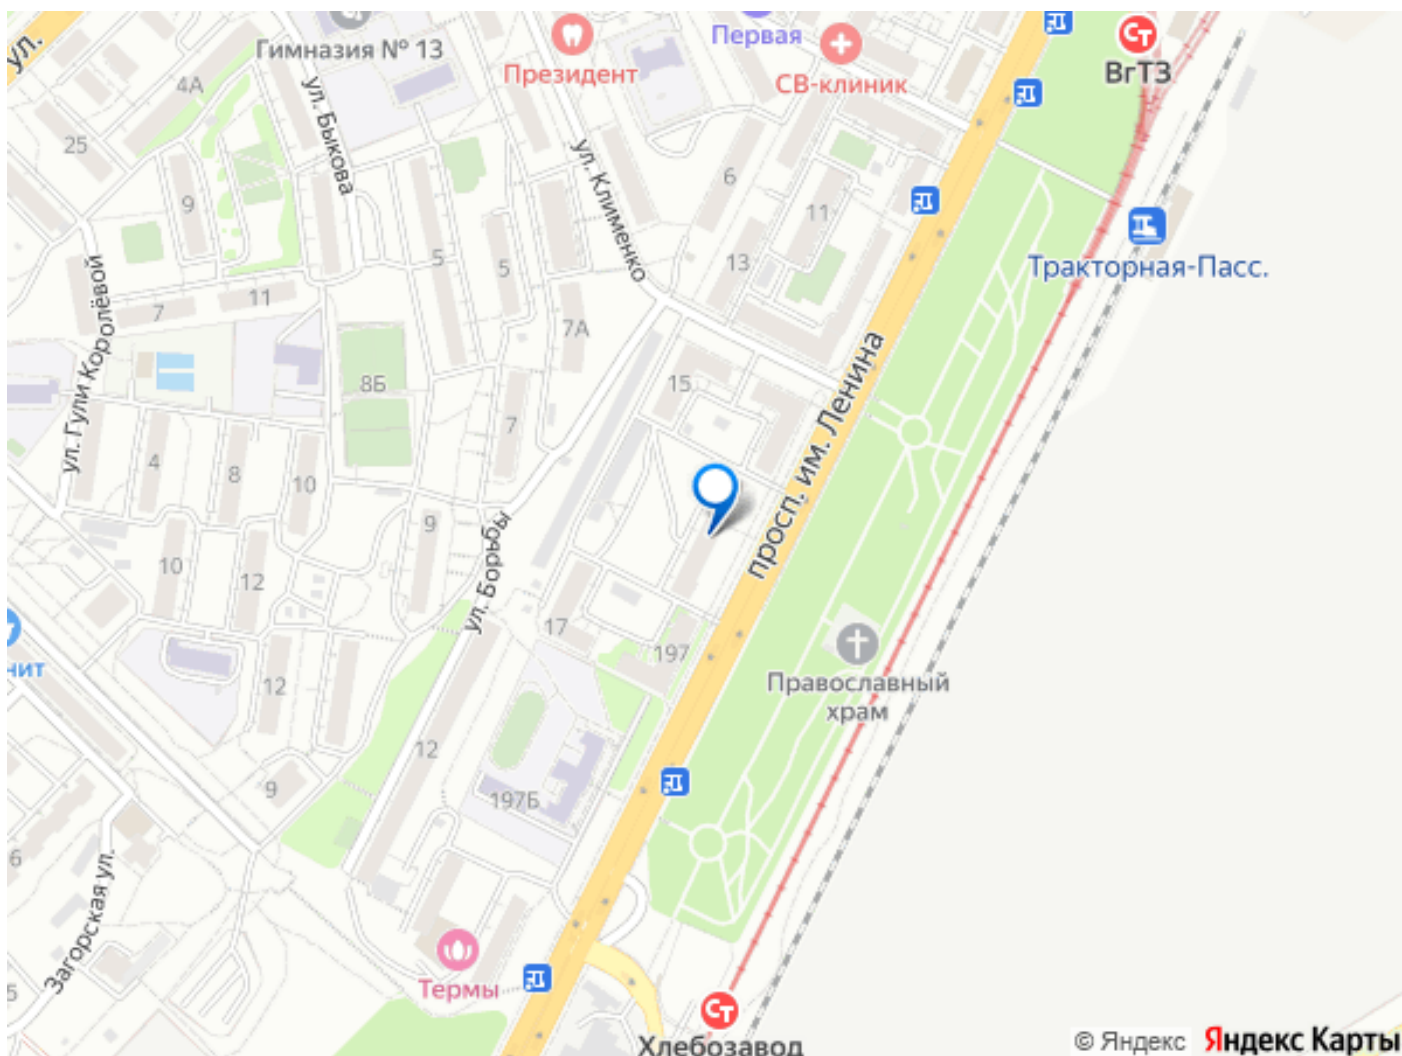 ул.
Гимназия № 13
Президент
Первая
СВ-клиник
ВгТЗ
4А
25
ул. Быкова
9
ул. Клименко
6
11
13
5
5
Тракторная-Пасс.
ул. Гули Королёвой
7
11
7А
8Б
15
просп. им. Ленина
7
4
8
10
9
10
12
ул. Борьбы
17
197
нит
12
Православный
храм
12
9
197Б
6
Загорская ул.
5
Термы
Хлебозавод
© Яндекс Яндекс Карты